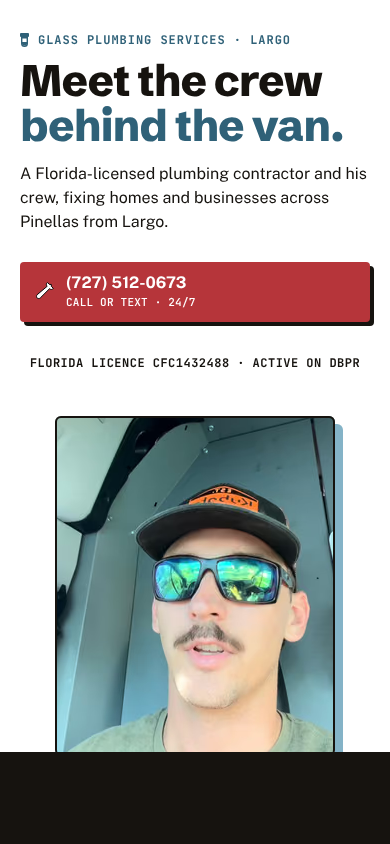 GLASS PLUMBING SERVICES · LARGO
Meet the crew
behind the van.
A Florida-licensed plumbing contractor and his
crew, fixing homes and businesses across
Pinellas from Largo.
(727) 512-0673
CALL OR TEXT · 24/7
FLORIDA LICENCE CFC1432488 · ACTIVE ON DBPR